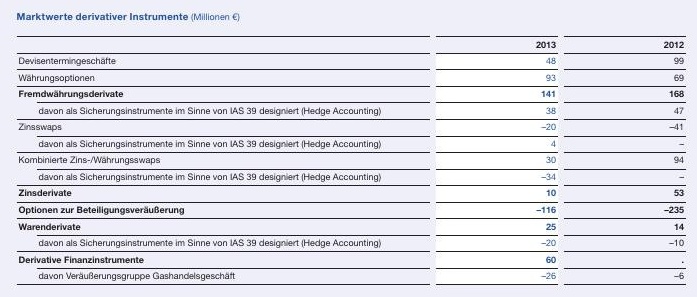 Marktwerte derivativer Instrumente (Millionen €)
2013 2012
Devisentermingeschäfte 48 99
Währungsoptionen 93 69
Fremdwährungsderivate 141 168
davon als Sicherungsinstrumente im Sinne von IAS 39 designiert (Hedge Accounting) 38 47
Zinsswaps –20 –41
davon als Sicherungsinstrumente im Sinne von IAS 39 designiert (Hedge Accounting) 4 –
Kombinierte Zins-/Währungsswaps 30 94
davon als Sicherungsinstrumente im Sinne von IAS 39 designiert (Hedge Accounting) –34 –
Zinsderivate 10 53
Optionen zur Beteiligungsveräußerung –116 –235
Warenderivate 25 14
davon als Sicherungsinstrumente im Sinne von IAS 39 designiert (Hedge Accounting) –20 –10
Derivative Finanzinstrumente 60 .
davon Veräußerungsgruppe Gashandelsgeschäft –26 –6